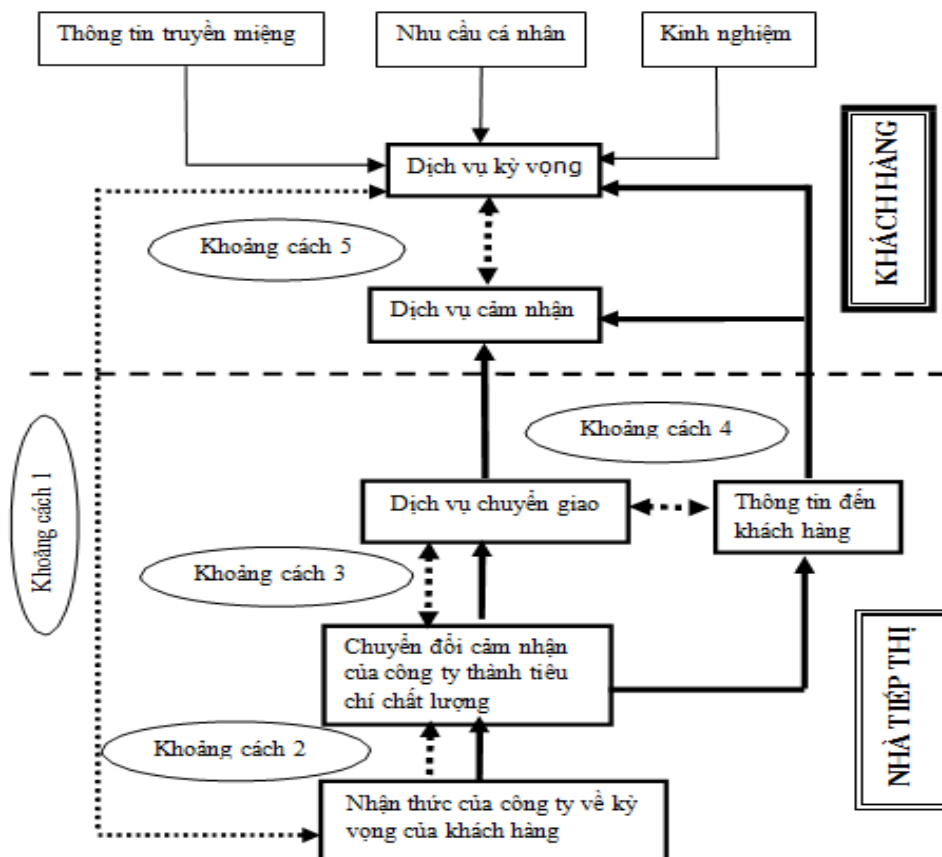 Thông tin truyền miệng
Nhu cầu cá nhân
Kinh nghiệm
Dịch vụ kỳ vọng
KHÁCH HÀNG
Khoảng cách 5
Dịch vụ cảm nhận
Khoảng cách 4
Khoảng cách 1
Dịch vụ chuyển giao
Thông tin đến
khách hàng
Khoảng cách 3
Chuyển đổi cảm nhận
của công ty thành tiêu
chí chất lượng
NHÀ TIẾP THỊ
Khoảng cách 2
Nhận thức của công ty về kỳ
vọng của khách hàng